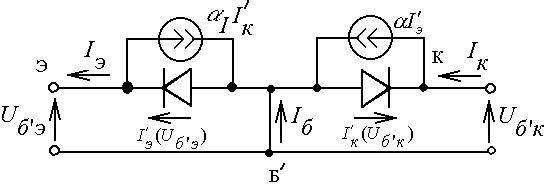 α_I I′_к
αI′_э
э
I_э
к
I_к
U_б′э
I′_э(U_б′э)
I_б
I′_к(U_б′к)
U_б′к
Б′